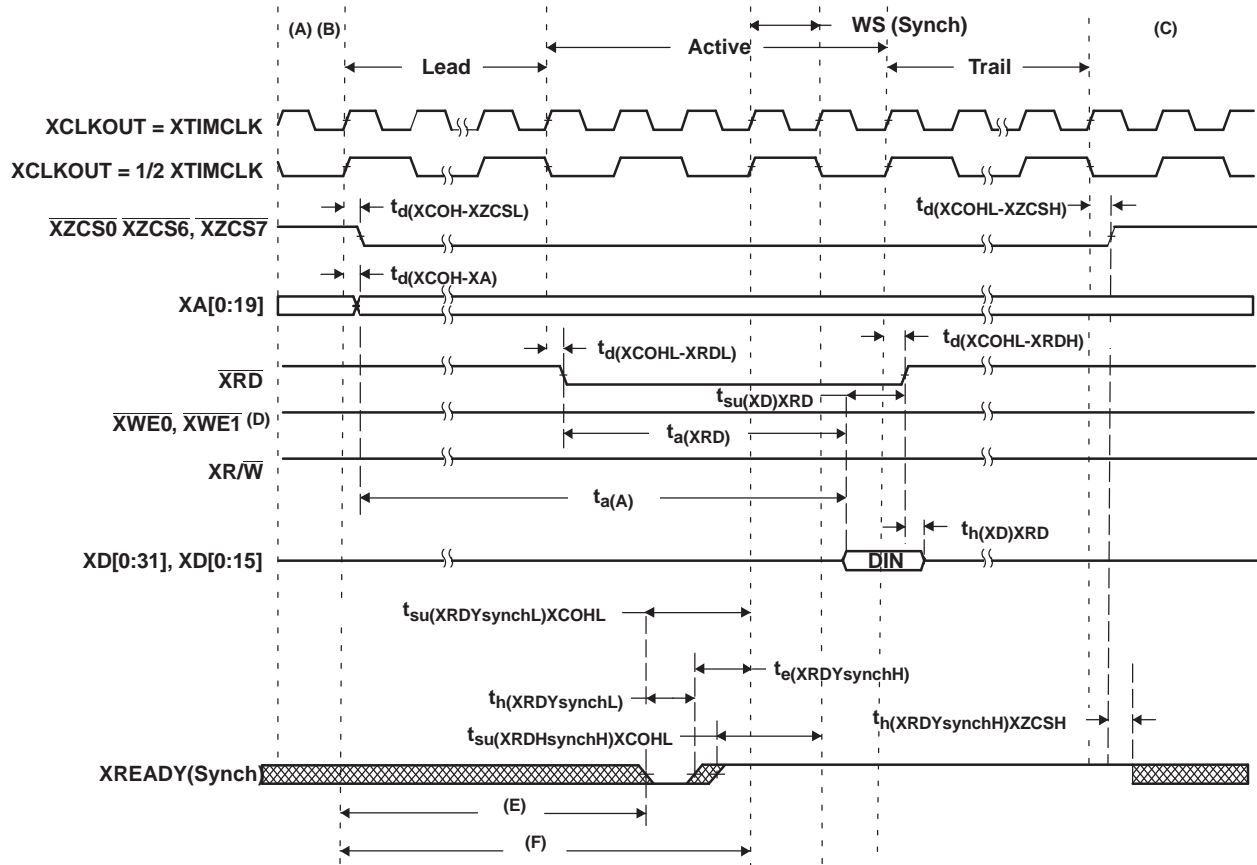 (A) (B)
WS (Synch)
(C)
Active
Lead
Trail
XCLKOUT = XTIMCLK
XCLKOUT = 1/2 XTIMCLK
td(XCOH-XZCSL)
td(XCOHL-XZCSH)
XZCS0 XZCS6, XZCS7
td(XCOH-XA)
XA[0:19]
td(XCOHL-XRDL)
td(XCOHL-XRDH)
XRD
tsu(XD)XRD
XWE0, XWE1 (D)
ta(XRD)
XR/W
ta(A)
th(XD)XRD
XD[0:31], XD[0:15]
DIN
tsu(XRDYsynchL)XCOHL
te(XRDYsynchH)
th(XRDYsynchL)
th(XRDYsynchH)XZCSH
tsu(XRDHsynchH)XCOHL
XREADY(Synch)
(E)
(F)